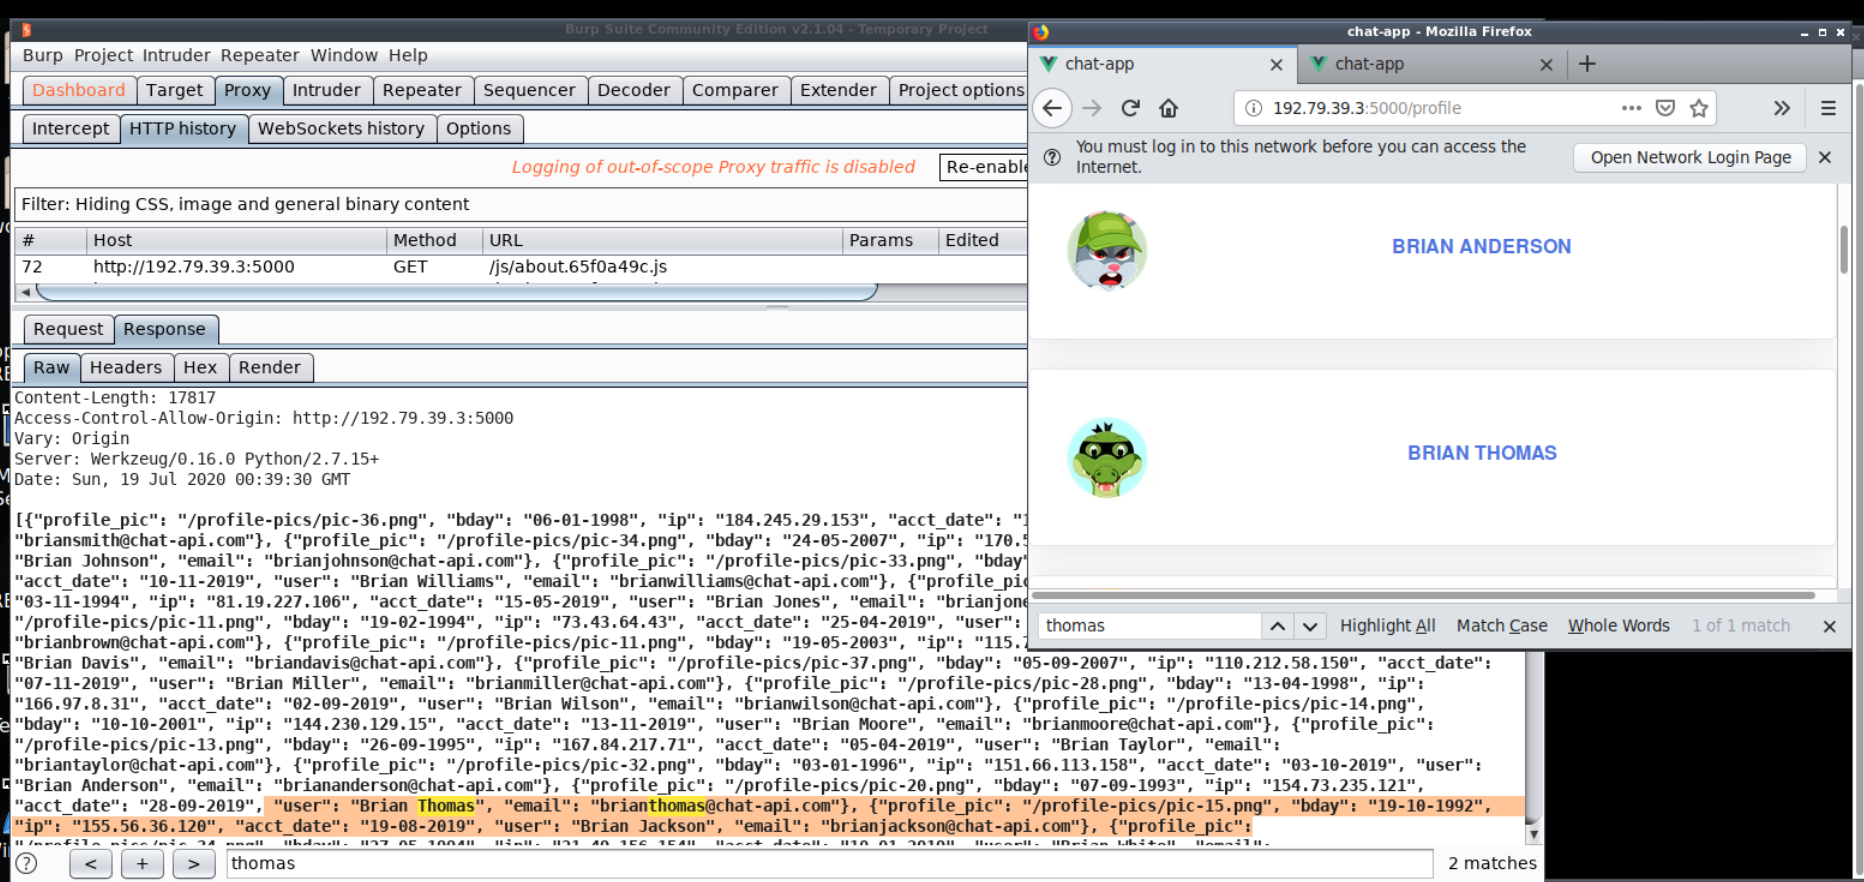 Burp Suite Community Edition v2.1.04 - Temporary Project
Burp Project Intruder Repeater Window Help
Dashboard Target Proxy Intruder Repeater Sequencer Decoder Comparer Extender Project options
Intercept HTTP history WebSockets history Options
Logging of out-of-scope Proxy traffic is disabled Re-enable
Filter: Hiding CSS, image and general binary content
# Host Method URL Params Edited
72 http://192.79.39.3:5000 GET /js/about.65f0a49c.js
Request Response
Raw Headers Hex Render
Content-Length: 17817
Access-Control-Allow-Origin: http://192.79.39.3:5000
Vary: Origin
Server: Werkzeug/0.16.0 Python/2.7.15+
Date: Sun, 19 Jul 2020 00:39:30 GMT
[{"profile_pic": "/profile-pics/pic-36.png", "bday": "06-01-1998", "ip": "184.245.29.153", "acct_date":
"briansmith@chat-api.com"}, {"profile_pic": "/profile-pics/pic-34.png", "bday": "24-05-2007", "ip": "170.5
"Brian Johnson", "email": "brianjohnson@chat-api.com"}, {"profile_pic": "/profile-pics/pic-33.png", "bday"
"acct_date": "10-11-2019", "user": "Brian Williams", "email": "brianwilliams@chat-api.com"}, {"profile_pic
"03-11-1994", "ip": "81.19.227.106", "acct_date": "15-05-2019", "user": "Brian Jones", "email": "brianjone
"/profile-pics/pic-11.png", "bday": "19-02-1994", "ip": "73.43.64.43", "acct_date": "25-04-2019", "user":
"brianbrown@chat-api.com"}, {"profile_pic": "/profile-pics/pic-11.png", "bday": "19-05-2003", "ip": "115.
"Brian Davis", "email": "briandavis@chat-api.com"}, {"profile_pic": "/profile-pics/pic-37.png", "bday": "05-09-2007", "ip": "110.212.58.150", "acct_date":
"07-11-2019", "user": "Brian Miller", "email": "brianmiller@chat-api.com"}, {"profile_pic": "/profile-pics/pic-28.png", "bday": "13-04-1998", "ip":
"166.97.8.31", "acct_date": "02-09-2019", "user": "Brian Wilson", "email": "brianwilson@chat-api.com"}, {"profile_pic": "/profile-pics/pic-14.png",
"bday": "10-10-2001", "ip": "144.230.129.15", "acct_date": "13-11-2019", "user": "Brian Moore", "email": "brianmoore@chat-api.com"}, {"profile_pic":
"/profile-pics/pic-13.png", "bday": "26-09-1995", "ip": "167.84.217.71", "acct_date": "05-04-2019", "user": "Brian Taylor", "email":
"briantaylor@chat-api.com"}, {"profile_pic": "/profile-pics/pic-32.png", "bday": "03-01-1996", "ip": "151.66.113.158", "acct_date": "03-10-2019", "user":
"Brian Anderson", "email": "briananderson@chat-api.com"}, {"profile_pic": "/profile-pics/pic-20.png", "bday": "07-09-1993", "ip": "154.73.235.121",
"acct_date": "28-09-2019", "user": "Brian Thomas", "email": "brianthomas@chat-api.com"}, {"profile_pic": "/profile-pics/pic-15.png", "bday": "19-10-1992",
"ip": "155.56.36.120", "acct_date": "19-08-2019", "user": "Brian Jackson", "email": "brianjackson@chat-api.com"}, {"profile_pic":
? < + > thomas 2 matches
chat-app - Mozilla Firefox
chat-app chat-app
192.79.39.3:5000/profile
You must log in to this network before you can access the
Internet.
Open Network Login Page
BRIAN ANDERSON
BRIAN THOMAS
thomas Highlight All Match Case Whole Words 1 of 1 match